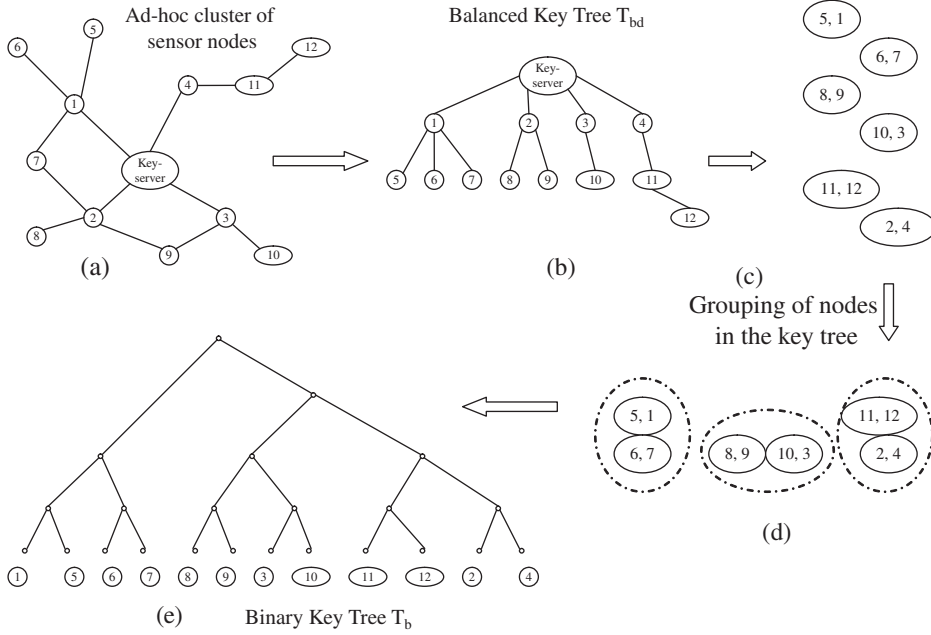 Ad-hoc cluster of
sensor nodes
5
6
12
4
11
1
7
Key-
server
2
3
8
9
10
(a)
Balanced Key Tree T_bd
Key-
server
1 2 3 4
5 6 7 8 9 10 11
12
(b)
5, 1
6, 7
8, 9
10, 3
11, 12
2, 4
(c)
Grouping of nodes
in the key tree
5, 1
6, 7
8, 9
10, 3
11, 12
2, 4
(d)
1 5 6 7 8 9 3 10 11 12 2 4
(e)
Binary Key Tree T_b